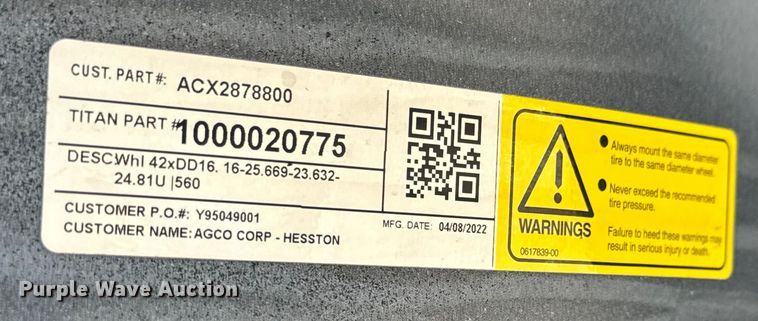 CUST. PART#: ACX2878800
TITAN PART #1000020775
DESC:Whl 42xDD16. 16-25.669-23.632-
24.81U |560
CUSTOMER P.O.#: Y95049001
CUSTOMER NAME: AGCO CORP - HESSTON
MFG. DATE: 04/08/2022
WARNINGS
0617839-00
Always mount the same diameter
tire to the same diameter wheel.
Never exceed the recommended
tire pressure.
Failure to heed these warnings may
result in serious injury or death.
Purple Wave Auction